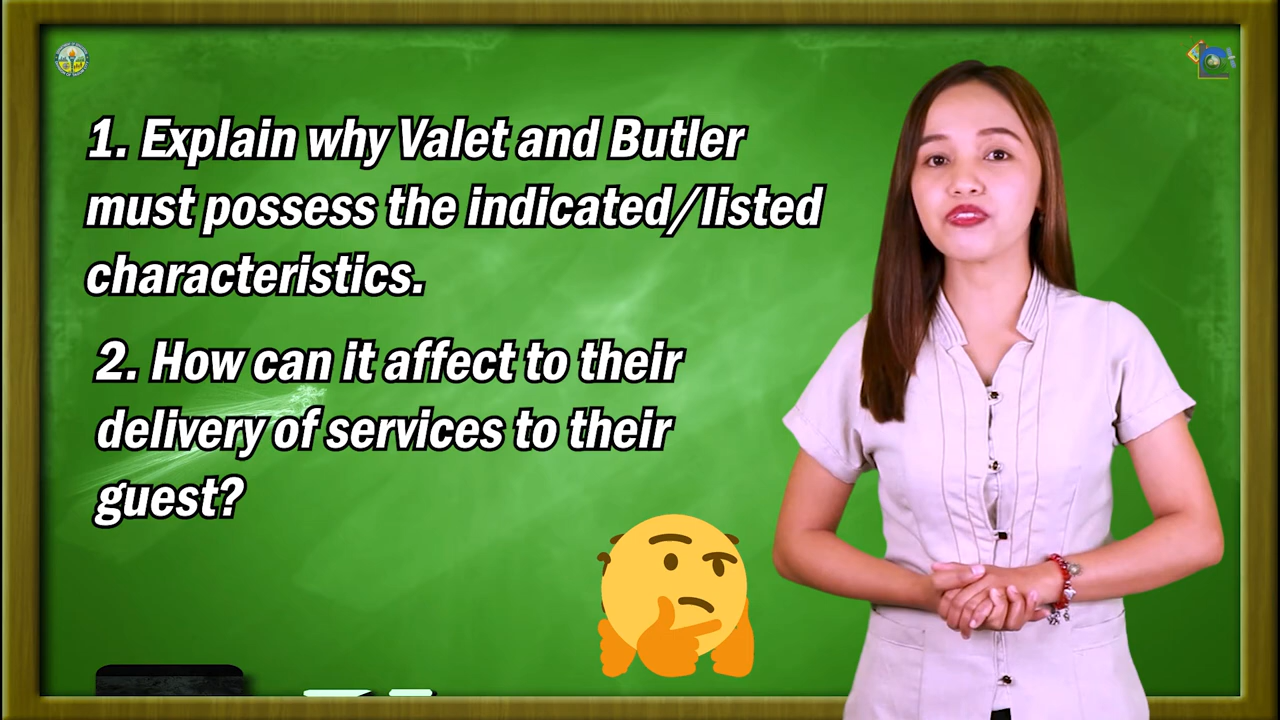 1. Explain why Valet and Butler
must possess the indicated/listed
characteristics.
2. How can it affect to their
delivery of services to their
guest?